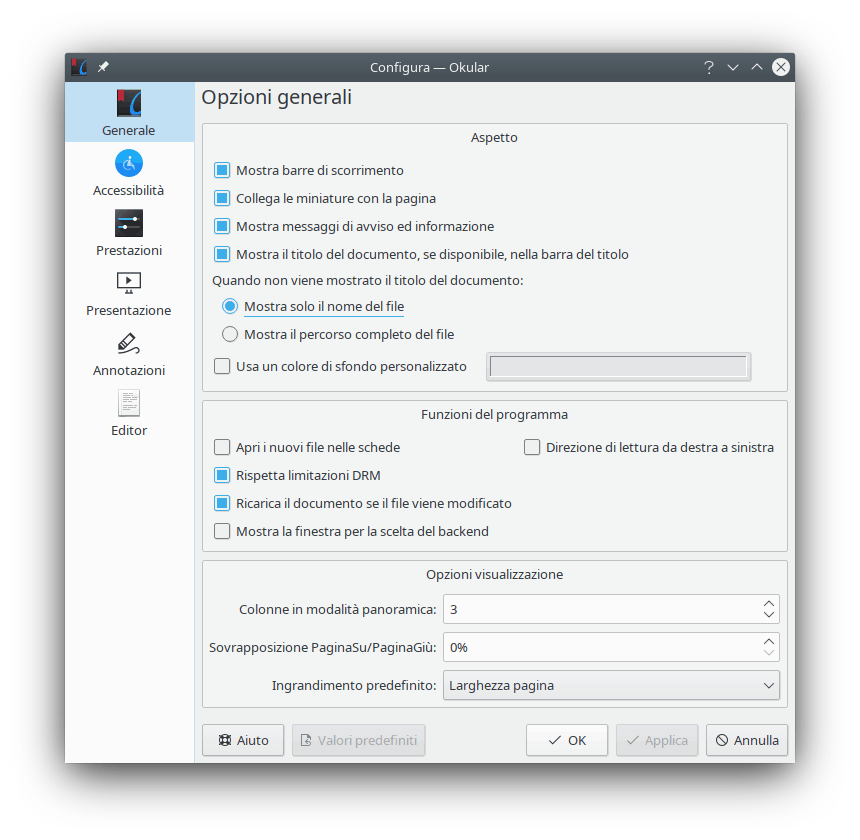 Configura — Okular
Generale
Accessibilità
Prestazioni
Presentazione
Annotazioni
Editor
Opzioni generali
Aspetto
Mostra barre di scorrimento
Collega le miniature con la pagina
Mostra messaggi di avviso ed informazione
Mostra il titolo del documento, se disponibile, nella barra del titolo
Quando non viene mostrato il titolo del documento:
Mostra solo il nome del file
Mostra il percorso completo del file
Usa un colore di sfondo personalizzato
Funzioni del programma
Apri i nuovi file nelle schede Direzione di lettura da destra a sinistra
Rispetta limitazioni DRM
Ricarica il documento se il file viene modificato
Mostra la finestra per la scelta del backend
Opzioni visualizzazione
Colonne in modalità panoramica: 3
Sovrapposizione PaginaSu/PaginaGiù: 0%
Ingrandimento predefinito: Larghezza pagina
Aiuto Valori predefiniti OK Applica Annulla